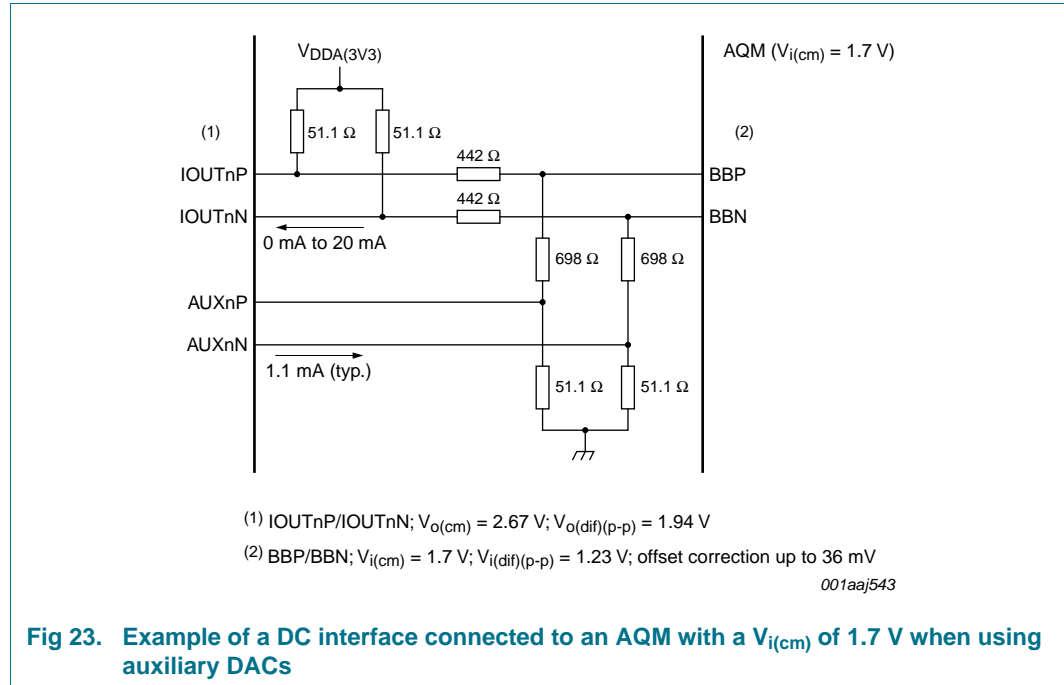 VDDA(3V3)
AQM (Vi(cm) = 1.7 V)
(1)
51.1 Ω
51.1 Ω
(2)
442 Ω
IOUTnP
BBP
442 Ω
IOUTnN
BBN
0 mA to 20 mA
698 Ω
698 Ω
AUXnP
AUXnN
1.1 mA (typ.)
51.1 Ω
51.1 Ω
(1) IOUTnP/IOUTnN; Vo(cm) = 2.67 V; Vo(dif)(p-p) = 1.94 V
(2) BBP/BBN; Vi(cm) = 1.7 V; Vi(dif)(p-p) = 1.23 V; offset correction up to 36 mV
001aaj543
Fig 23. Example of a DC interface connected to an AQM with a Vi(cm) of 1.7 V when using
auxiliary DACs